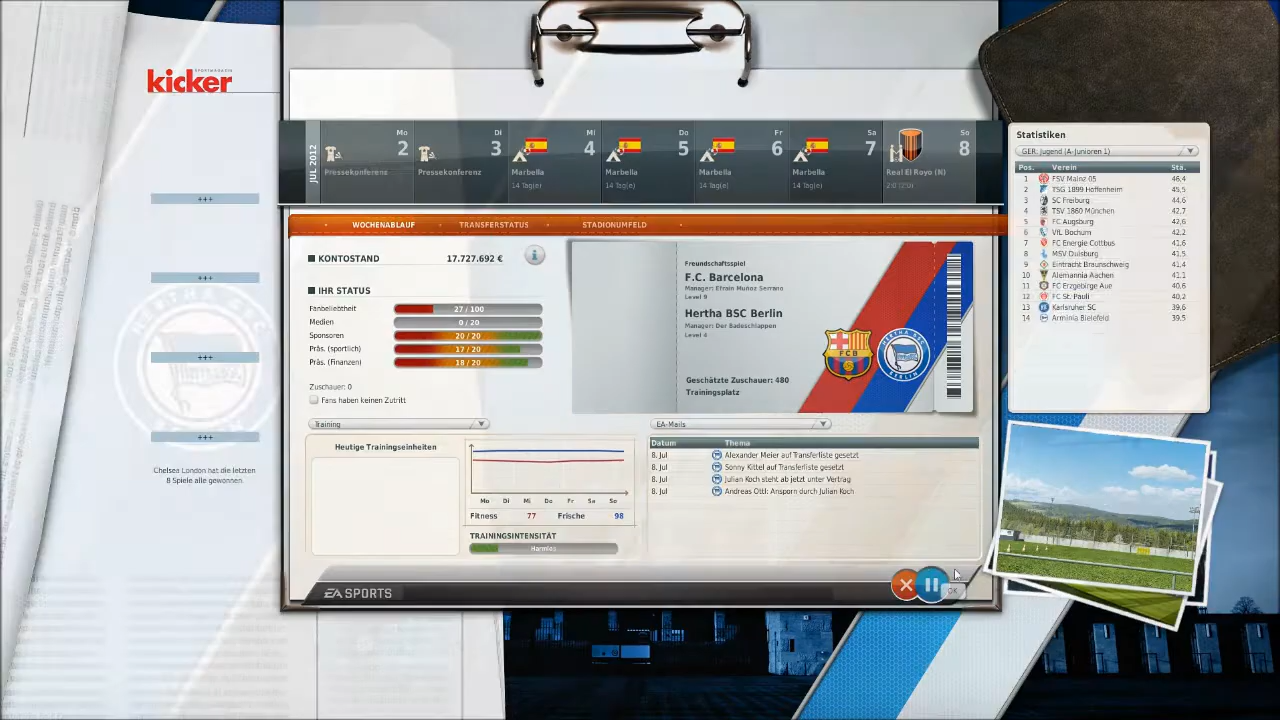 SPORTMAGAZIN
kicker
+++
+++
+++
+++
Chelsea London hat die letzten
8 Spiele alle gewonnen.
JUL 2012
Mo
2
Pressekonferenz
Di
3
Pressekonferenz
Mi
4
Marbella
14 Tag(e)
Do
5
Marbella
14 Tag(e)
Fr
6
Marbella
14 Tag(e)
Sa
7
Marbella
14 Tag(e)
So
8
Real El Royo (N)
WOCHENABLAUF
TRANSFERSTATUS
STADIONUMFELD
KONTOSTAND 17.727.692 €
IHR STATUS
Fanbeliebtheit 27 / 100
Medien 0 / 20
Sponsoren 20 / 20
Präs. (sportlich) 17 / 20
Präs. (Finanzen) 18 / 20
Zuschauer: 0
Fans haben keinen Zutritt
Freundschaftsspiel
F.C. Barcelona
Manager: Efrain Muñoz Serrano
Level 9
Hertha BSC Berlin
Manager: Der Badeschlappen
Level 4
Geschätzte Zuschauer: 480
Trainingsplatz
FCB
HERTHA BSC
BERLIN
Training
Heutige Trainingseinheiten
Mo Di Mi Do Fr Sa So
Fitness 77 Frische 98
TRAININGSINTENSITÄT
Harmlos
EA-Mails
Datum Thema
8. Jul Alexander Meier auf Transferliste gesetzt
8. Jul Sonny Kittel auf Transferliste gesetzt
8. Jul Julian Koch steht ab jetzt unter Vertrag
8. Jul Andreas Ottl: Ansporn durch Julian Koch
EA SPORTS
OK
Statistiken
GER: Jugend (A-Junioren 1)
Pos. Verein Stä.
1 FSV Mainz 05 46,4
2 TSG 1899 Hoffenheim 45,5
3 SC Freiburg 44,6
4 TSV 1860 München 42,7
5 FC Augsburg 42,6
6 VfL Bochum 42,2
7 FC Energie Cottbus 41,6
8 MSV Duisburg 41,5
9 Eintracht Braunschweig 41,4
10 Alemannia Aachen 41,1
11 FC Erzgebirge Aue 40,6
12 FC St. Pauli 40,2
13 Karlsruher SC 39,6
14 Arminia Bielefeld 39,5